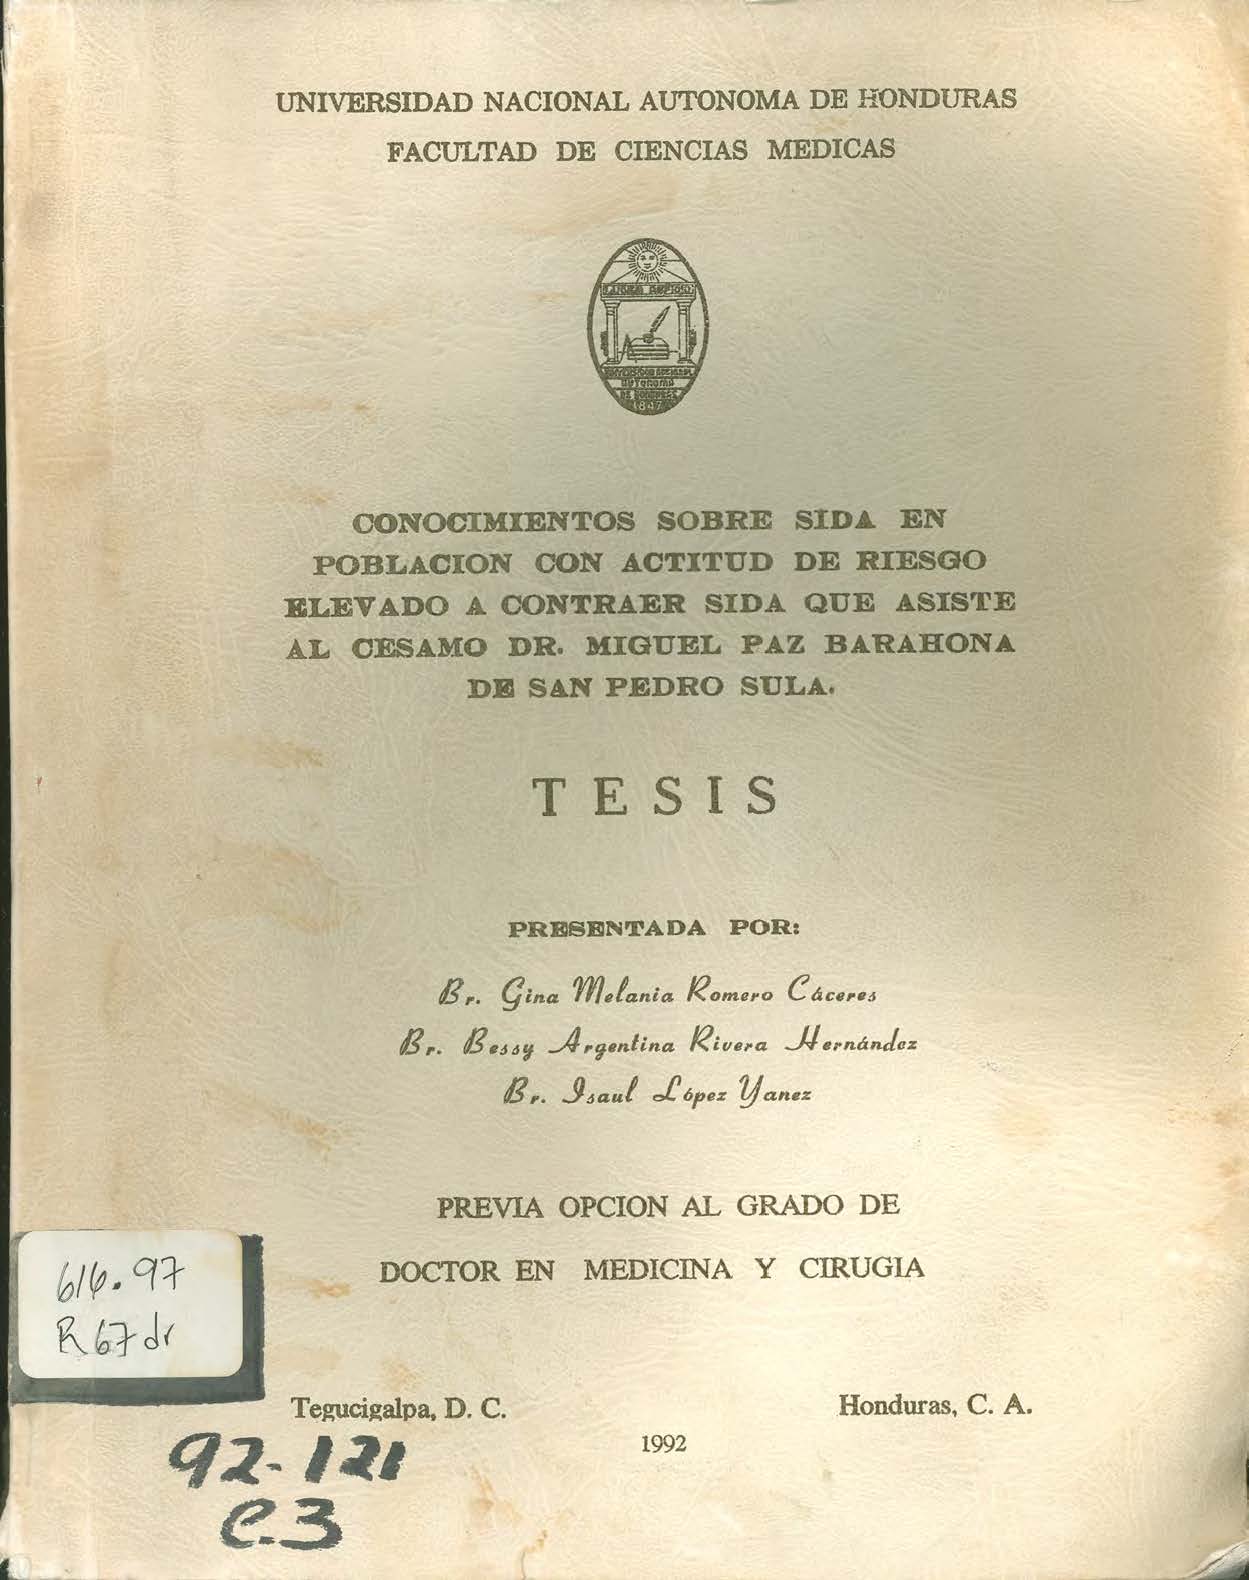 UNIVERSIDAD NACIONAL AUTONOMA DE HONDURAS
FACULTAD DE CIENCIAS MEDICAS
AUTONOMA
1847
CONOCIMIENTOS SOBRE SIDA EN
POBLACION CON ACTITUD DE RIESGO
ELEVADO A CONTRAER SIDA QUE ASISTE
AL CESAMO DR. MIGUEL PAZ BARAHONA
DE SAN PEDRO SULA.
TESIS
PRESENTADA POR:
Br. Gina Melania Romero Cáceres
Br. Bessy Argentina Rivera Hernández
Br. Isaul López Yanez
PREVIA OPCION AL GRADO DE
DOCTOR EN MEDICINA Y CIRUGIA
616.97
R67dr
Tegucigalpa, D. C. Honduras, C. A.
1992
92-121
C.3